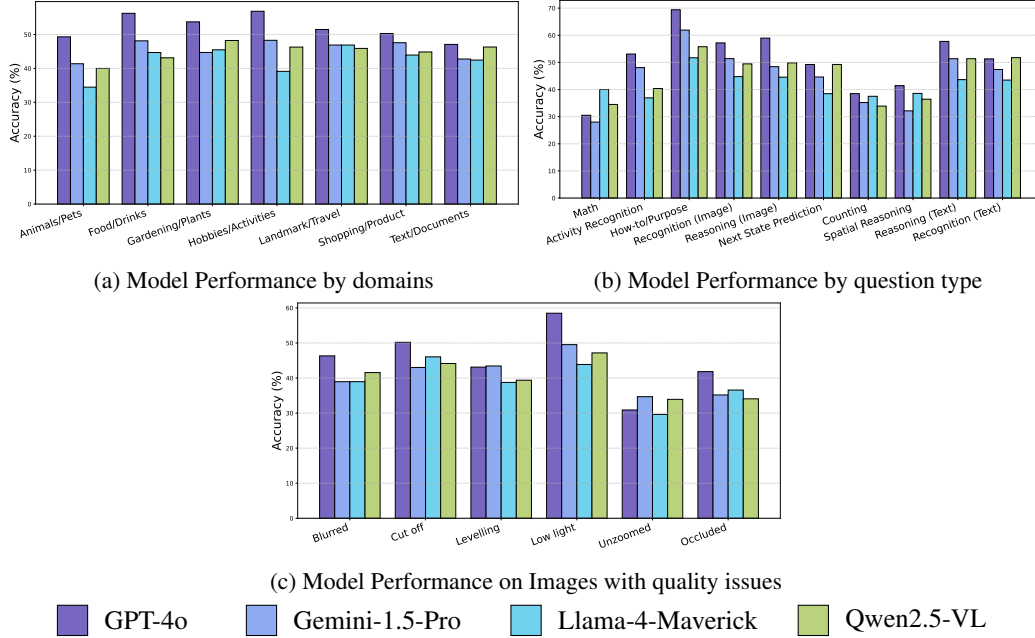 Accuracy (%)
50
40
30
20
10
0
Animals/Pets
Food/Drinks
Gardening/Plants
Hobbies/Activities
Landmark/Travel
Shopping/Product
Text/Documents
(a) Model Performance by domains
Accuracy (%)
70
60
50
40
30
20
10
0
Math
Activity Recognition
How-to/Purpose
Recognition (Image)
Reasoning (Image)
Next State Prediction
Counting
Spatial Reasoning
Reasoning (Text)
Recognition (Text)
(b) Model Performance by question type
Accuracy (%)
60
50
40
30
20
10
0
Blurred
Cut off
Levelling
Low light
Unzoomed
Occluded
(c) Model Performance on Images with quality issues
GPT-4o
Gemini-1.5-Pro
Llama-4-Maverick
Qwen2.5-VL